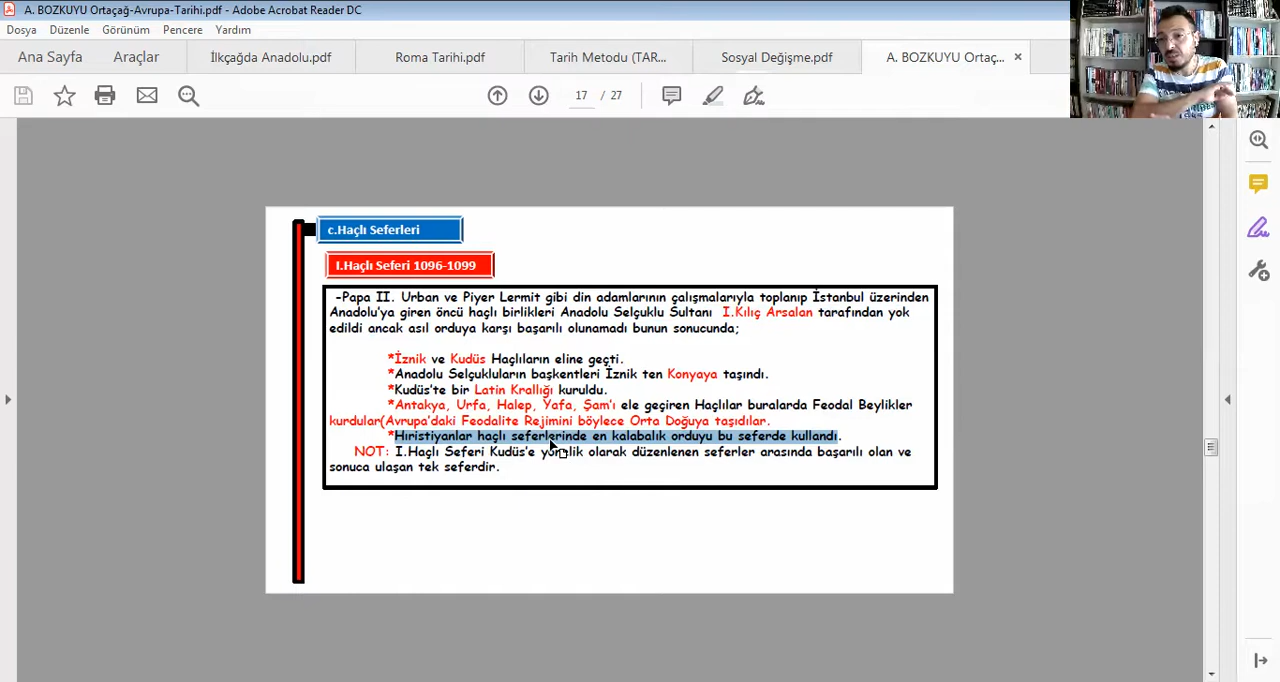 A. BOZKUYU Ortaçağ-Avrupa-Tarihi.pdf - Adobe Acrobat Reader DC
Dosya Düzenle Görünüm Pencere Yardım
Ana Sayfa Araçlar İlkçağda Anadolu.pdf Roma Tarihi.pdf Tarih Metodu (TAR... Sosyal Değişme.pdf A. BOZKUYU Ortaç... ×
17 / 27
c.Haçlı Seferleri
I.Haçlı Seferi 1096-1099
-Papa II. Urban ve Piyer Lermit gibi din adamlarının çalışmalarıyla toplanıp İstanbul üzerinden
Anadolu'ya giren öncü haçlı birlikleri Anadolu Selçuklu Sultanı I.Kılıç Arsalan tarafından yok
edildi ancak asıl orduya karşı başarılı olunamadı bunun sonucunda;
*İznik ve Kudüs Haçlıların eline geçti.
*Anadolu Selçukluların başkentleri İznik ten Konyaya taşındı.
*Kudüs'te bir Latin Krallığı kuruldu.
*Antakya, Urfa, Halep, Yafa, Şam'ı ele geçiren Haçlılar buralarda Feodal Beylikler
kurdular(Avrupa'daki Feodalite Rejimini böylece Orta Doğuya taşıdılar.
*Hıristiyanlar haçlı seferlerinde en kalabalık orduyu bu seferde kullandı.
NOT: I.Haçlı Seferi Kudüs'e yönelik olarak düzenlenen seferler arasında başarılı olan ve
sonuca ulaşan tek seferdir.